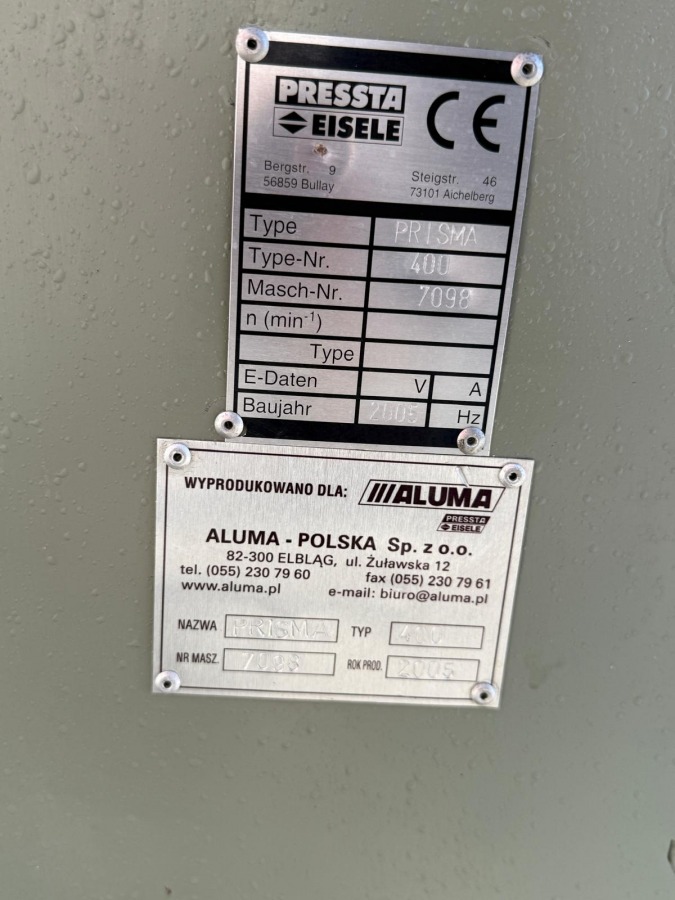 PRESSTA
EISELE
CE
Bergstr. 9
56859 Bullay
Steigstr. 46
73101 Aichelberg
Type PRISMA
Type-Nr. 400
Masch-Nr. 7098
n (min⁻¹)
Type
E-Daten V A
Baujahr 2005 Hz
WYPRODUKOWANO DLA: ALUMA
PRESSTA
EISELE
ALUMA - POLSKA Sp. z o.o.
82-300 ELBLĄG, ul. Żuławska 12
tel. (055) 230 79 60 fax (055) 230 79 61
www.aluma.pl e-mail: biuro@aluma.pl
NAZWA PRISMA TYP 400
NR MASZ. 7098 ROK PROD. 2005